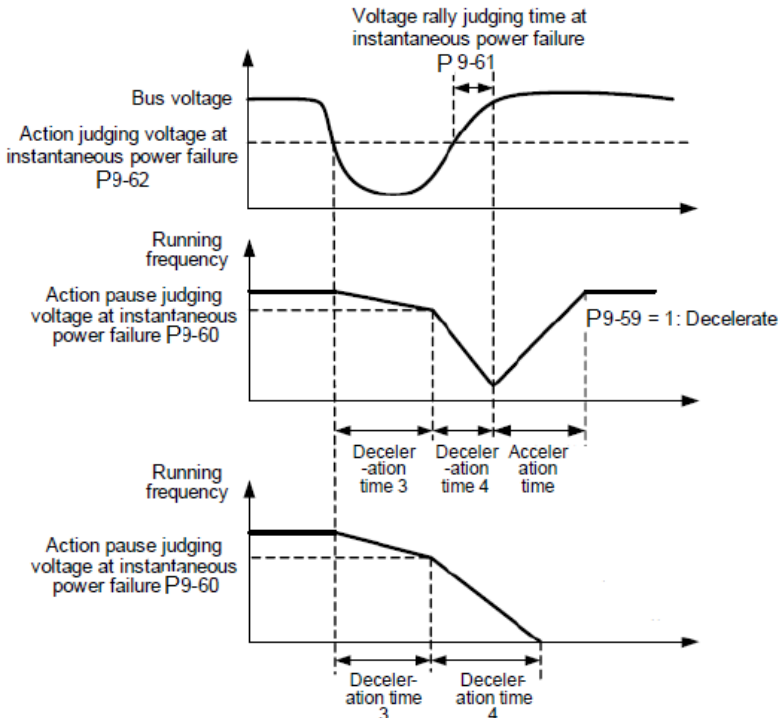 Voltage rally judging time at
instantaneous power failure
P 9-61
Bus voltage
Action judging voltage at
instantaneous power failure
P9-62
Running
frequency
Action pause judging
voltage at instantaneous
power failure P9-60
P9-59 = 1: Decelerate
Deceler
-ation
time 3
Deceler
-ation
time 4
Acceler
ation
time
Running
frequency
Action pause judging
voltage at instantaneous
power failure P9-60
Deceler-
ation time
3
Deceler-
ation time
4